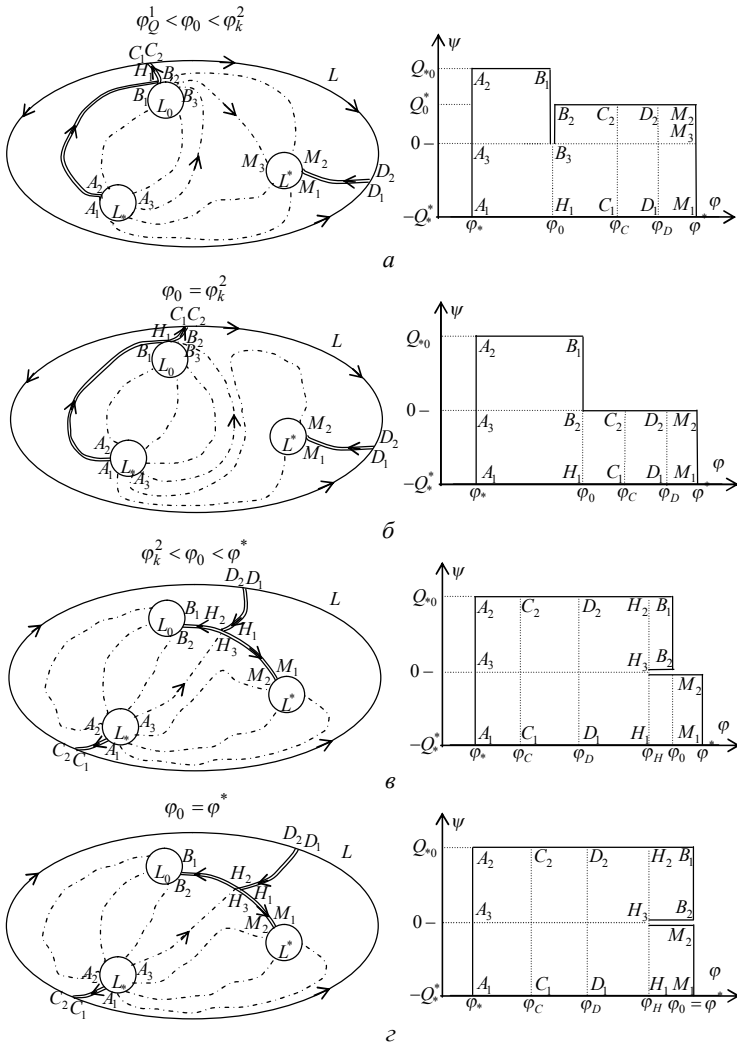 φ_Q^1 < φ_0 < φ_k^2
C_1 C_2
H_1 B_2
B_1 B_3
L_0
L
A_2
A_1 L_* A_3
M_3 M_2
L^* M_1
D_2
D_1
ψ
Q_{*0}
A_2 B_1
Q_0^*
B_2 C_2 D_2 M_2
M_3
0 –
A_3 B_3
A_1 H_1 C_1 D_1 M_1 φ
–Q_*^*
φ_* φ_0 φ_C φ_D φ^*
а
φ_0 = φ_k^2
C_1 C_2
H_1 B_2
B_1 B_3
L_0
L
A_2
A_1 L_* A_3
M_2
L^* M_1
D_2
D_1
ψ
Q_{*0}
A_2 B_1
0 –
A_3 B_2 C_2 D_2 M_2
A_1 H_1 C_1 D_1 M_1 φ
–Q_*^*
φ_* φ_0 φ_C φ_D φ^*
б
φ_k^2 < φ_0 < φ^*
D_2 D_1
L
B_1 H_2
L_0 H_1
B_2 H_3
M_1
M_2 L^*
A_2 L_* A_3
C_2 C_1 A_1
ψ
Q_{*0}
A_2 C_2 D_2 H_2 B_1
0 –
A_3 H_3 B_2
M_2
A_1 C_1 D_1 H_1 M_1 φ
–Q_*^*
φ_* φ_C φ_D φ_H φ_0 φ^*
в
φ_0 = φ^*
D_2 D_1
L
B_1 H_2
L_0 H_1
B_2 H_3
M_1
M_2 L^*
A_2 L_* A_3
C_2 C_1 A_1
ψ
Q_{*0}
A_2 C_2 D_2 H_2 B_1
0 –
A_3 H_3 B_2
M_2
A_1 C_1 D_1 H_1 M_1 φ
–Q_*^*
φ_* φ_C φ_D φ_H φ_0 = φ^*
г